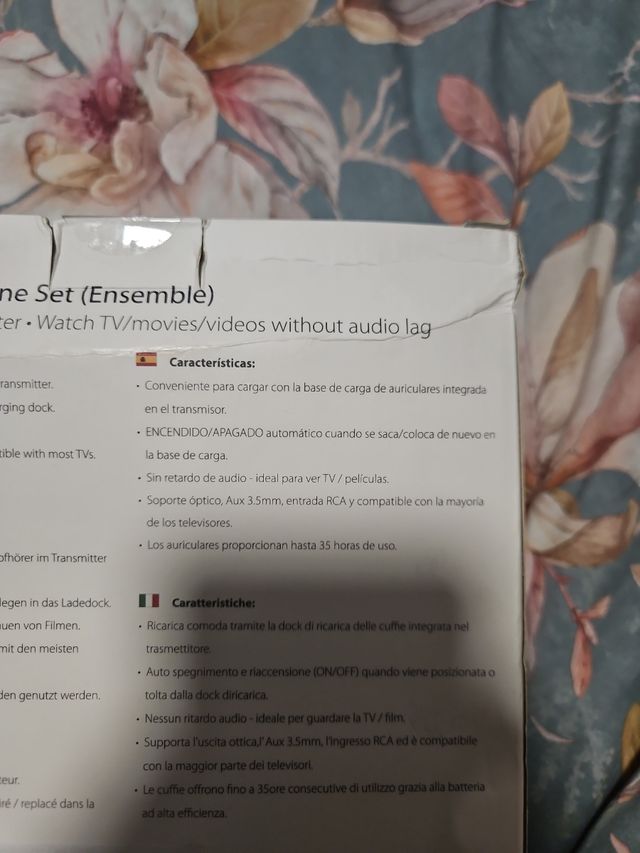 ne Set (Ensemble)
ter • Watch TV/movies/videos without audio lag
ransmitter.
rging dock.
tible with most TVs.
pfhörer im Transmitter
legen in das Ladedock.
auen von Filmen.
mit den meisten
den genutzt werden.
teur.
iré / replacé dans la
Características:
• Conveniente para cargar con la base de carga de auriculares integrada
en el transmisor.
• ENCENDIDO/APAGADO automático cuando se saca/coloca de nuevo en
la base de carga.
• Sin retardo de audio - ideal para ver TV / películas.
• Soporte óptico, Aux 3.5mm, entrada RCA y compatible con la mayoría
de los televisores.
• Los auriculares proporcionan hasta 35 horas de uso.
Caratteristiche:
• Ricarica comoda tramite la dock di ricarica delle cuffie integrata nel
trasmettitore.
• Auto spegnimento e riaccensione (ON/OFF) quando viene posizionata o
tolta dalla dock diricarica.
• Nessun ritardo audio - ideale per guardare la TV / film.
• Supporta l'uscita ottica,l'Aux 3.5mm, l'ingresso RCA ed è compatibile
con la maggior parte dei televisori.
• Le cuffie offrono fino a 35ore consecutive di utilizzo grazie alla batteria
ad alta efficienza.